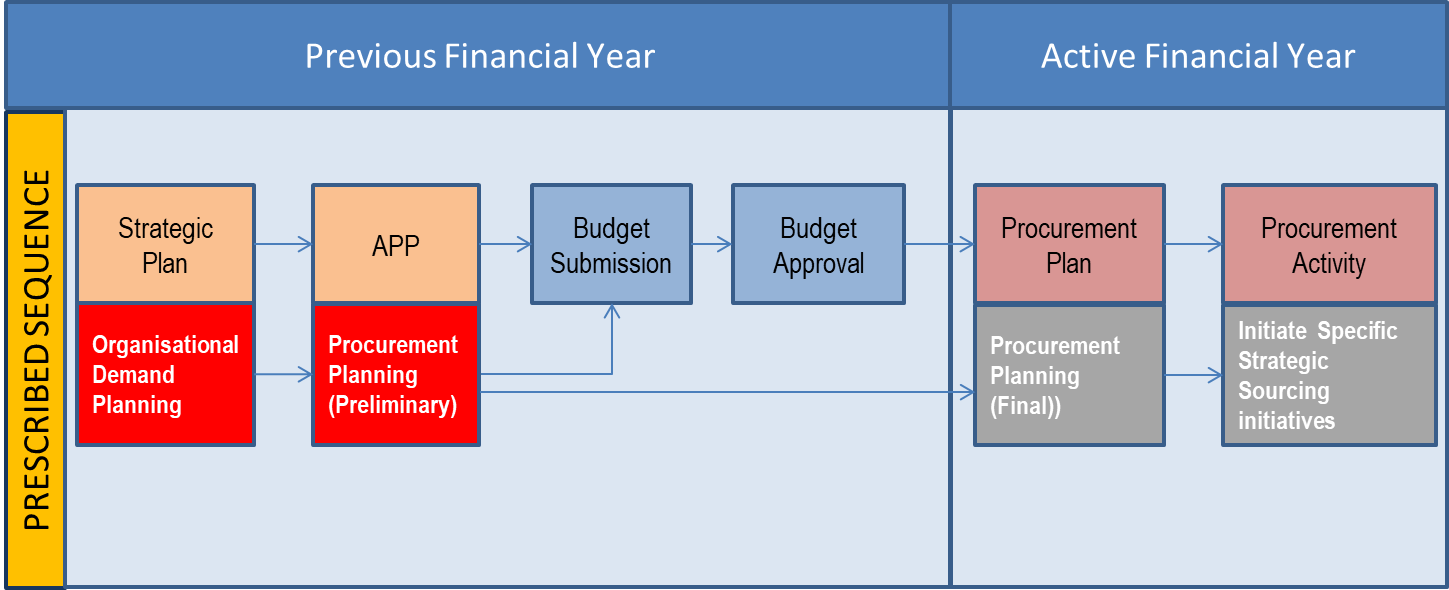 Previous Financial Year
Active Financial Year
PRESCRIBED SEQUENCE
Strategic
Plan
APP
Budget
Submission
Budget
Approval
Procurement
Plan
Procurement
Activity
Organisational
Demand
Planning
Procurement
Planning
(Preliminary)
Procurement
Planning
(Final))
Initiate Specific
Strategic
Sourcing
initiatives